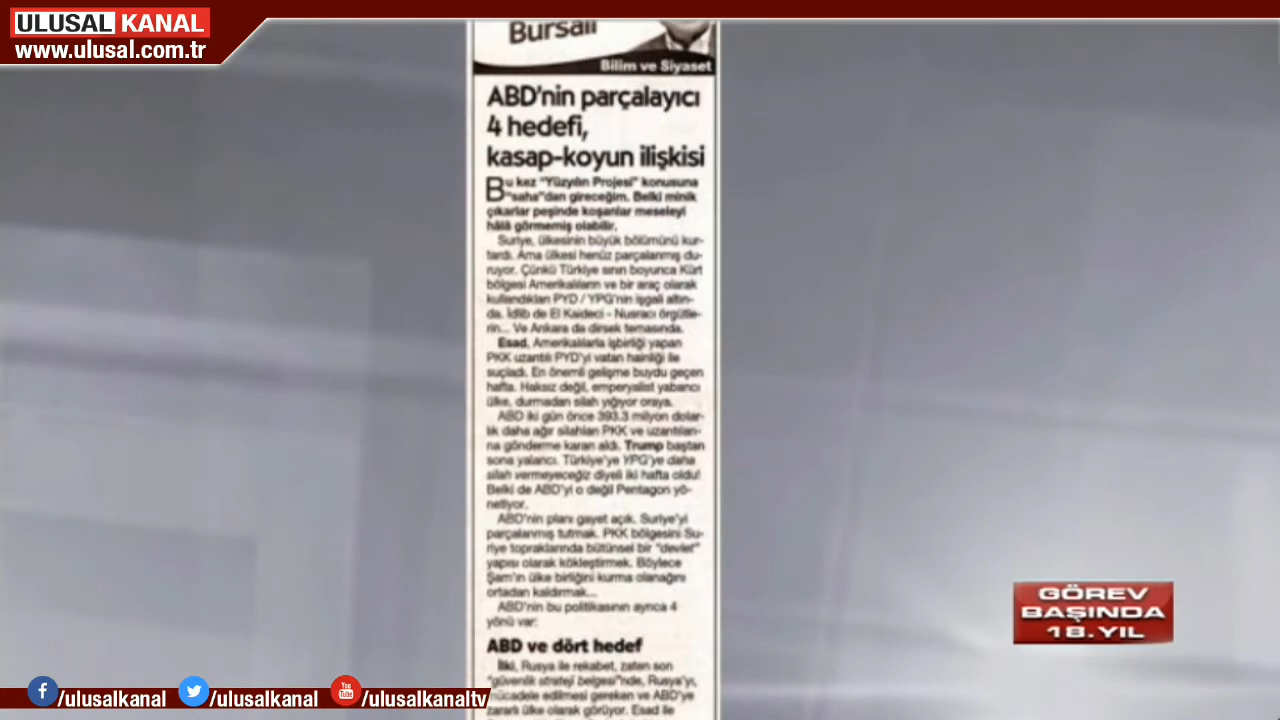 ULUSAL KANAL
www.ulusal.com.tr
Bursalı
Bilim ve Siyaset
ABD'nin parçalayıcı
4 hedefi,
kasap-koyun ilişkisi
Bu kez "Yüzyılın Projesi" konusuna
"saha"dan gireceğim. Belki minik
çıkarlar peşinde koşanlar meseleyi
hâlâ görmemiş olabilir.
Suriye, ülkesinin büyük bölümünü kur-
tardı. Ama ülkesi henüz parçalanmış du-
ruyor. Çünkü Türkiye sınırı boyunca Kürt
bölgesi Amerikalıların ve bir araç olarak
kullandıkları PYD / YPG'nin işgali altın-
da. İdlib de El Kaideci - Nusracı örgütle-
rin... Ve Ankara da dirsek temasında.
Esad, Amerikalılarla işbirliği yapan
PKK uzantılı PYD'yi vatan hainliği ile
suçladı. En önemli gelişme buydu geçen
hafta. Haksız değil, emperyalist yabancı
ülke, durmadan silah yığıyor oraya.
ABD iki gün önce 393.3 milyon dolar-
lık daha ağır silahları PKK ve uzantıları-
na gönderme kararı aldı. Trump baştan
sona yalancı. Türkiye'ye YPG'ye daha
silah vermeyeceğiz diyeli iki hafta oldu!
Belki de ABD'yi o değil Pentagon yö-
netiyor.
ABD'nin planı gayet açık. Suriye'yi
parçalanmış tutmak. PKK bölgesini Su-
riye topraklarında bütünsel bir "devlet"
yapısı olarak kökleştirmek. Böylece
Şam'ın ülke birliğini kurma olanağını
ortadan kaldırmak...
ABD'nin bu politikasının ayrıca 4
yönü var:
ABD ve dört hedef
İlki, Rusya ile rekabet, zaten son
"güvenlik strateji belgesi"nde, Rusya'yı,
mücadele edilmesi gereken ve ABD'ye
zararlı ülke olarak görüyor. Esad ile
GÖREV
BAŞINDA
18.YIL
/ulusalkanal
/ulusalkanal
You Tube
/ulusalkanaltv